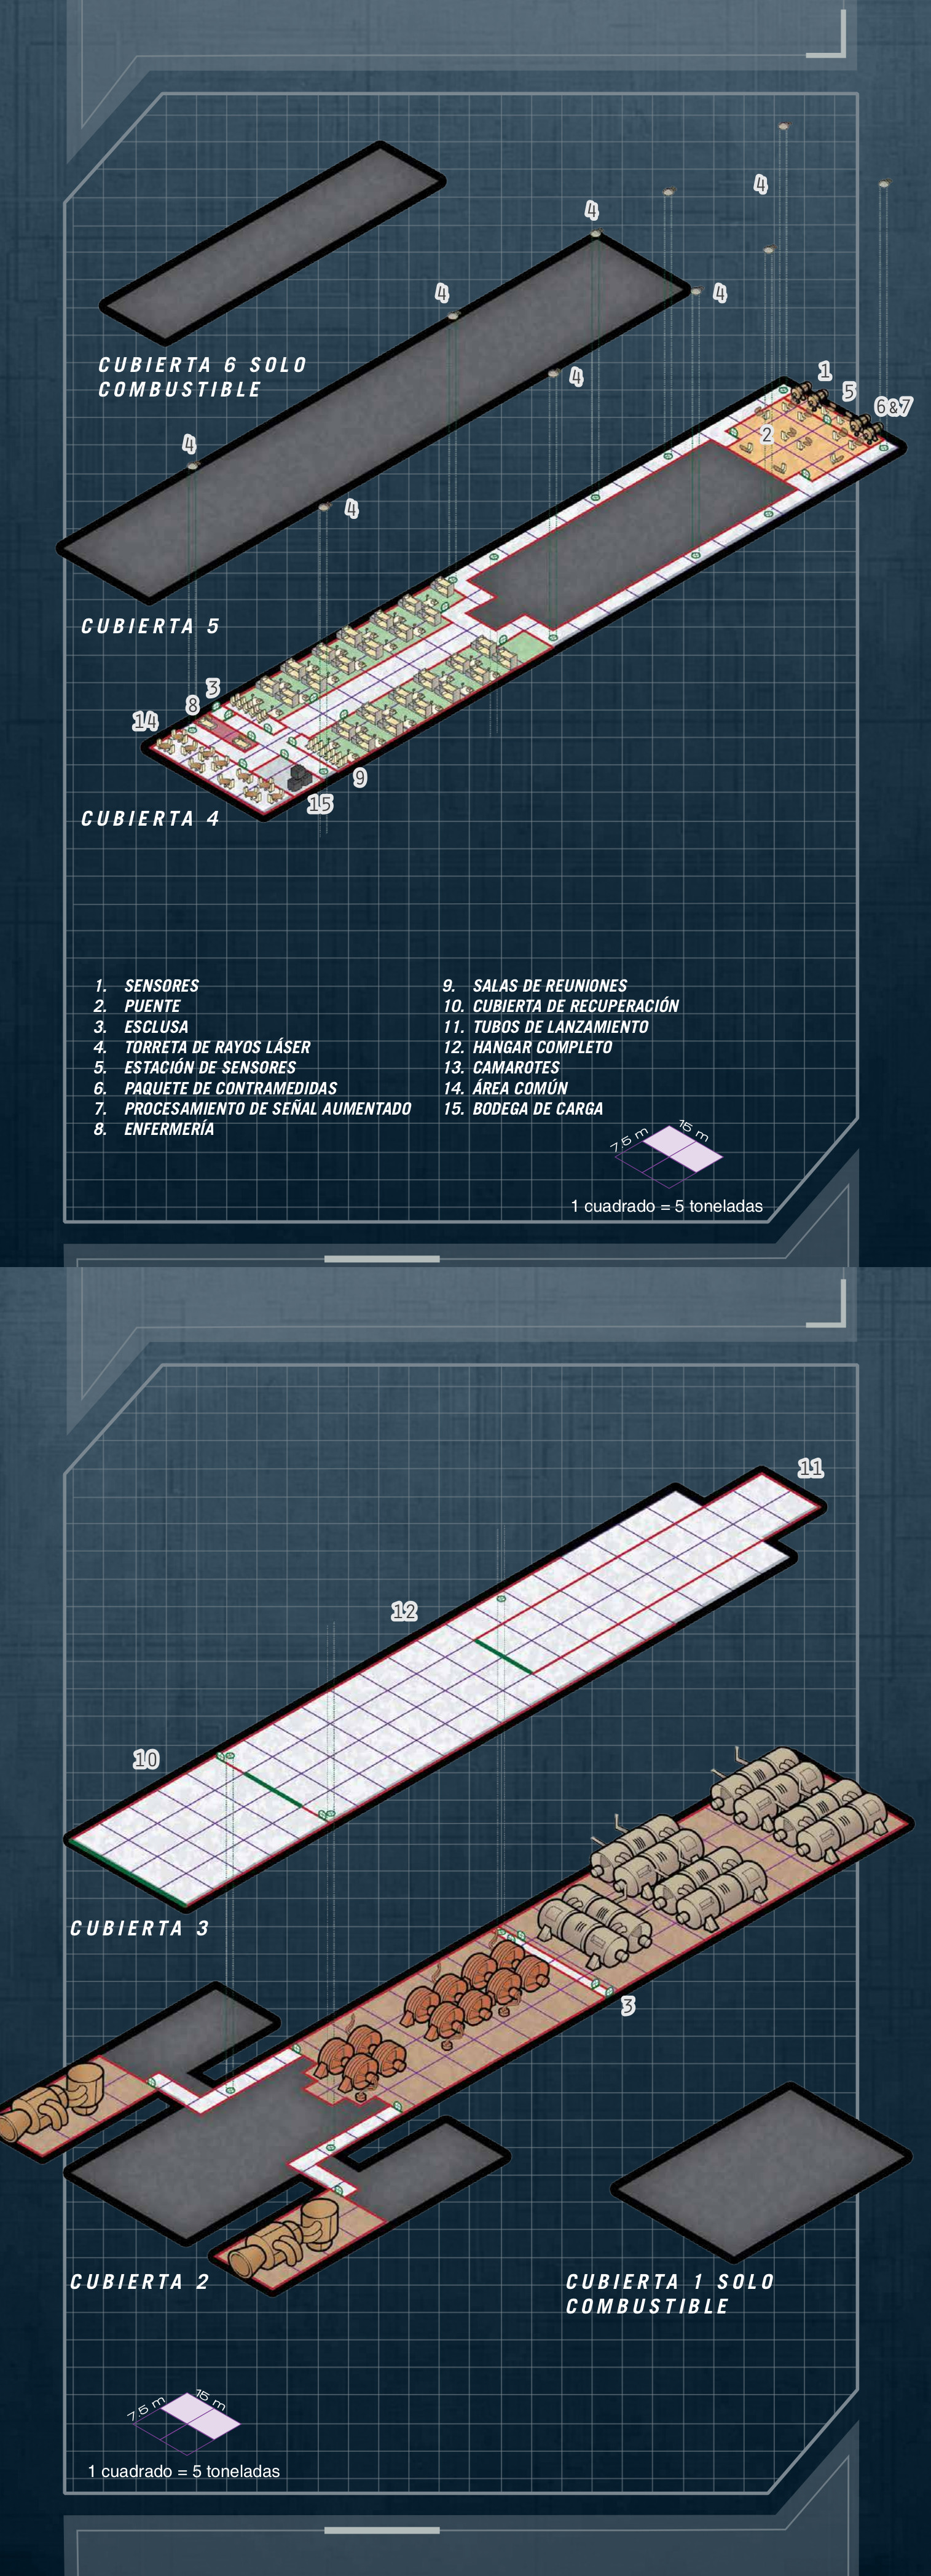 4
4
4
4
4
4
4
1
5
6&7
2
CUBIERTA 6 SOLO
COMBUSTIBLE
CUBIERTA 5
3
8
14
9
15
CUBIERTA 4
1. SENSORES
2. PUENTE
3. ESCLUSA
4. TORRETA DE RAYOS LÁSER
5. ESTACIÓN DE SENSORES
6. PAQUETE DE CONTRAMEDIDAS
7. PROCESAMIENTO DE SEÑAL AUMENTADO
8. ENFERMERÍA
9. SALAS DE REUNIONES
10. CUBIERTA DE RECUPERACIÓN
11. TUBOS DE LANZAMIENTO
12. HANGAR COMPLETO
13. CAMAROTES
14. ÁREA COMÚN
15. BODEGA DE CARGA
7.5 m 15 m
1 cuadrado = 5 toneladas
11
12
10
CUBIERTA 3
3
CUBIERTA 2
CUBIERTA 1 SOLO
COMBUSTIBLE
7.5 m 15 m
1 cuadrado = 5 toneladas